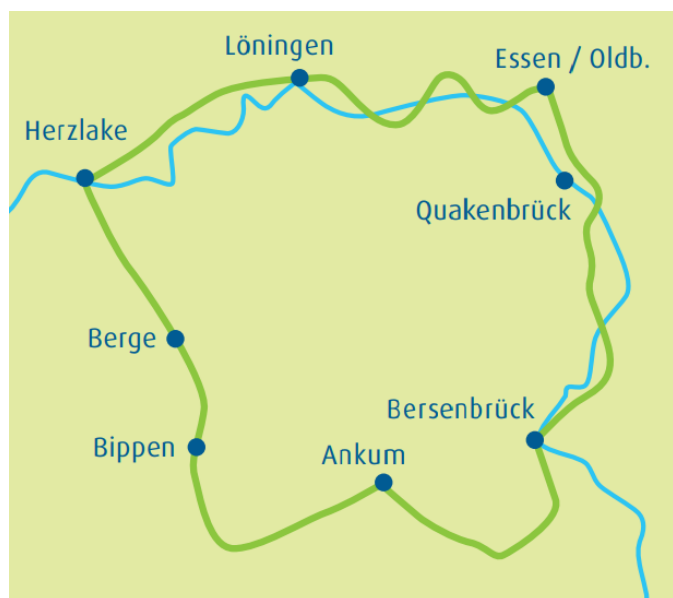 Löningen
Essen / Oldb.
Herzlake
Quakenbrück
Berge
Bersenbrück
Bippen
Ankum